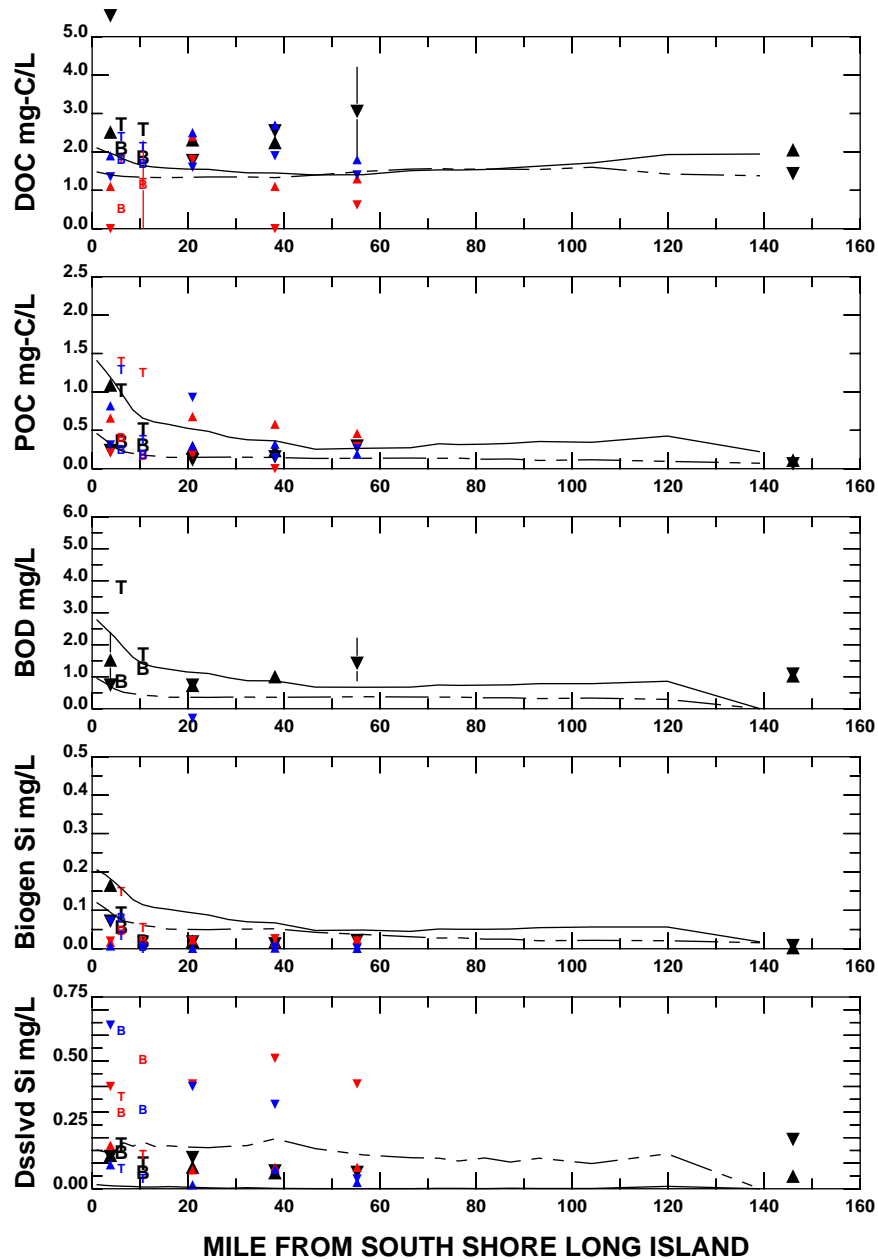 DOC mg-C/L
5.0
4.0
3.0
2.0
1.0
0.0
T T T T
B B B B
T B B
B
0 20 40 60 80 100 120 140 160
POC mg-C/L
2.5
2.0
1.5
1.0
0.5
0.0
T T T
T
T T
B B B
B B
0 20 40 60 80 100 120 140 160
BOD mg/L
6.0
5.0
4.0
3.0
2.0
1.0
0.0
T
T
B
B
0 20 40 60 80 100 120 140 160
Biogen Si mg/L
0.5
0.4
0.3
0.2
0.1
0.0
T
T
B
B T
T B
T
0 20 40 60 80 100 120 140 160
Dsslvd Si mg/L
0.75
0.50
0.25
0.00
B
B
T
B B
T
B T
T B
T
0 20 40 60 80 100 120 140 160
MILE FROM SOUTH SHORE LONG ISLAND